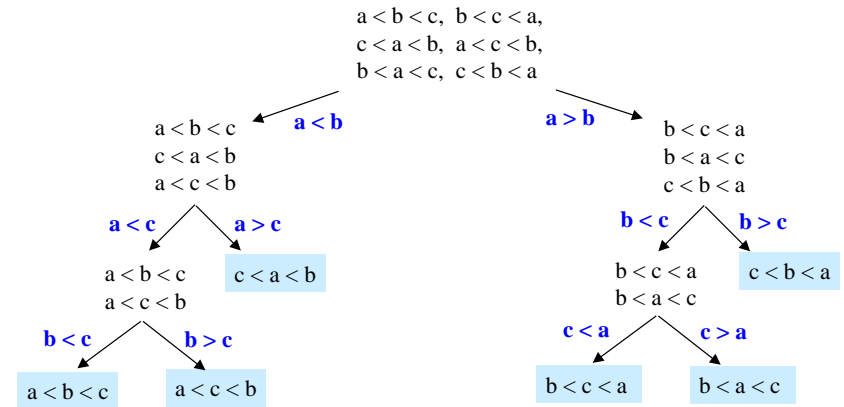 a < b < c, b < c < a,
c < a < b, a < c < b,
b < a < c, c < b < a
a < b
a > b
a < b < c
c < a < b
a < c < b
b < c < a
b < a < c
c < b < a
a < c
a > c
b < c
b > c
a < b < c
a < c < b
c < a < b
b < c < a
b < a < c
c < b < a
b < c
b > c
c < a
c > a
a < b < c
a < c < b
b < c < a
b < a < c